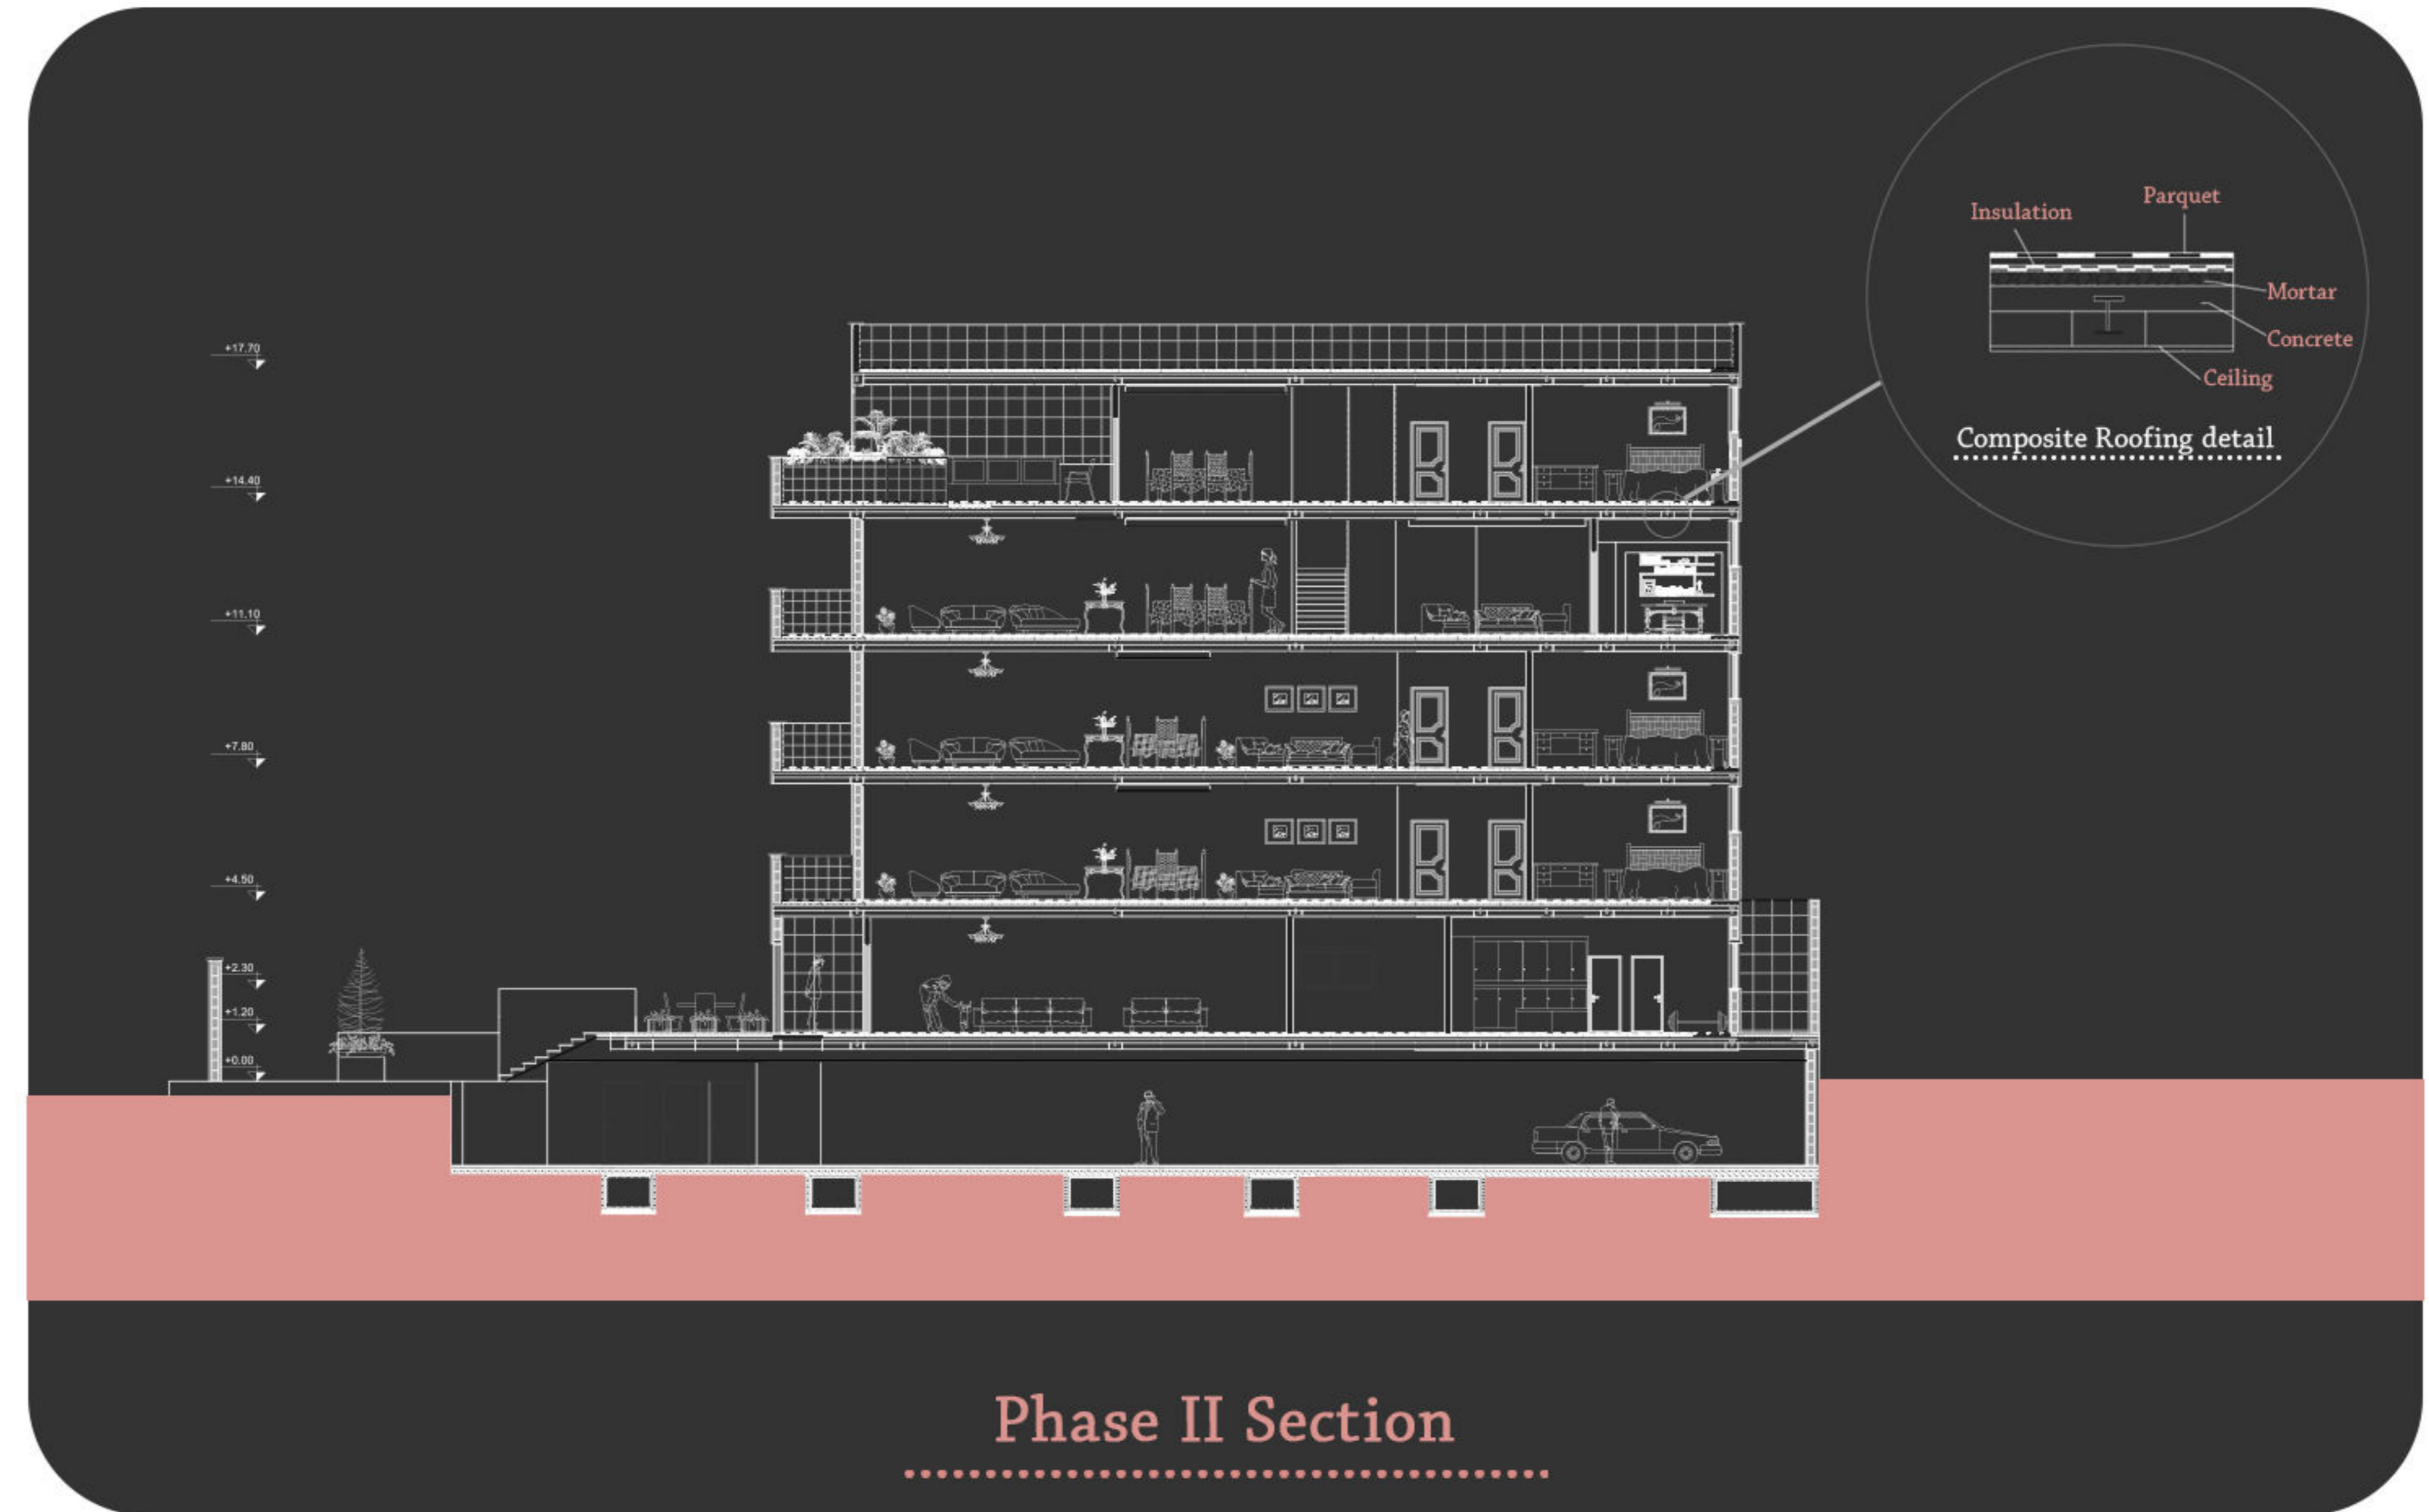 Parquet
Insulation
Mortar
Concrete
Ceiling
Composite Roofing detail
+17.70
+14.40
+11.10
+7.80
+4.50
+2.30
+1.20
+0.00
Phase II Section